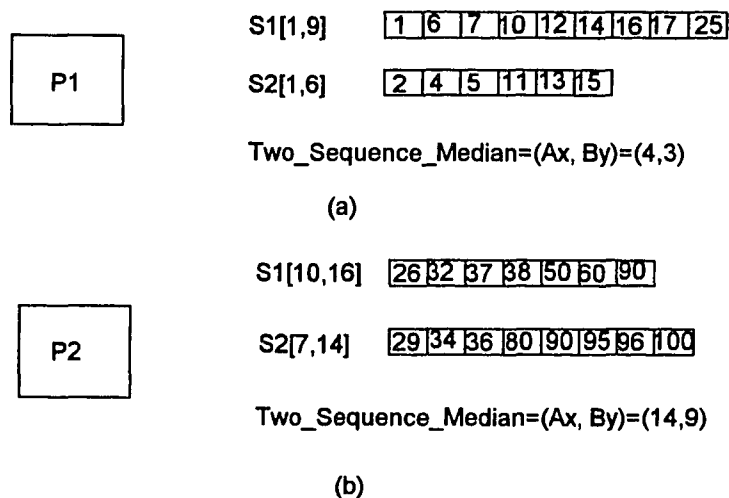 S1[1,9] 1 6 7 10 12 14 16 17 25
P1
S2[1,6] 2 4 5 11 13 15
Two_Sequence_Median=(Ax, By)=(4,3)
(a)
S1[10,16] 26 32 37 38 50 60 90
P2
S2[7,14] 29 34 36 80 90 95 96 100
Two_Sequence_Median=(Ax, By)=(14,9)
(b)